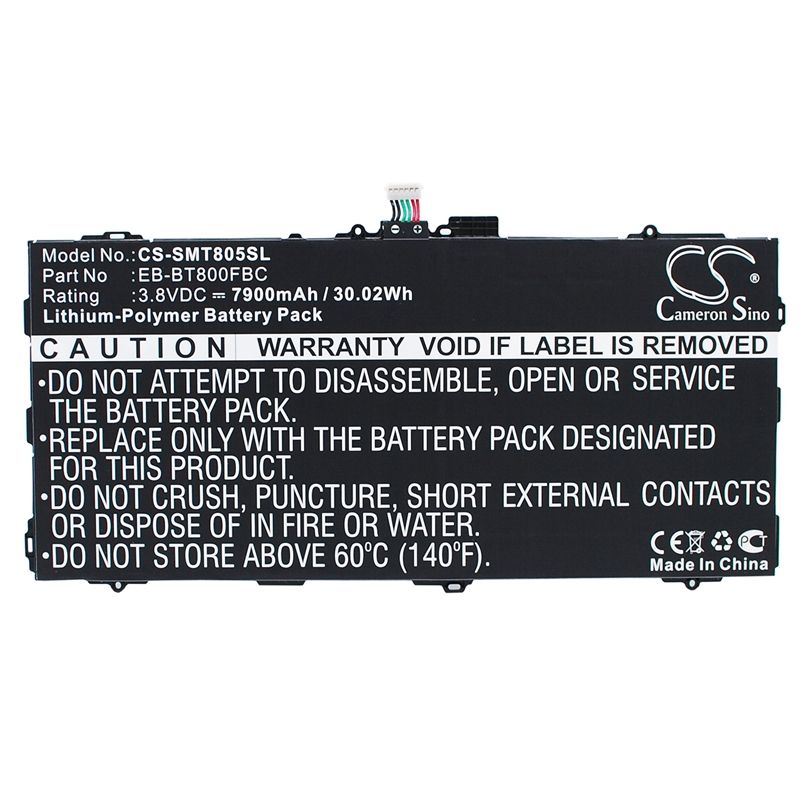 Model No.:CS-SMT805SL
Part No : EB-BT800FBC
Rating : 3.8VDC ⎓ 7900mAh / 30.02Wh
Lithium-Polymer Battery Pack
CS
Cameron Sino
CAUTION WARRANTY VOID IF LABEL IS REMOVED
•DO NOT ATTEMPT TO DISASSEMBLE, OPEN OR SERVICE
THE BATTERY PACK.
•REPLACE ONLY WITH THE BATTERY PACK DESIGNATED
FOR THIS PRODUCT.
•DO NOT CRUSH, PUNCTURE, SHORT EXTERNAL CONTACTS
OR DISPOSE OF IN FIRE OR WATER.
•DO NOT STORE ABOVE 60ºC (140ºF).
CE
Made In China